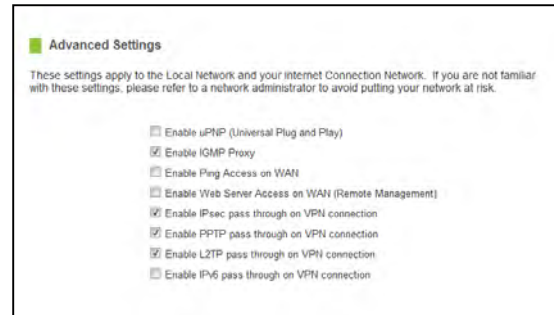 Advanced Settings
These settings apply to the Local Network and your Internet Connection Network. If you are not familiar
with these settings, please refer to a network administrator to avoid putting your network at risk.
Enable uPNP (Universal Plug and Play)
Enable IGMP Proxy
Enable Ping Access on WAN
Enable Web Server Access on WAN (Remote Management)
Enable IPsec pass through on VPN connection
Enable PPTP pass through on VPN connection
Enable L2TP pass through on VPN connection
Enable IPv6 pass through on VPN connection